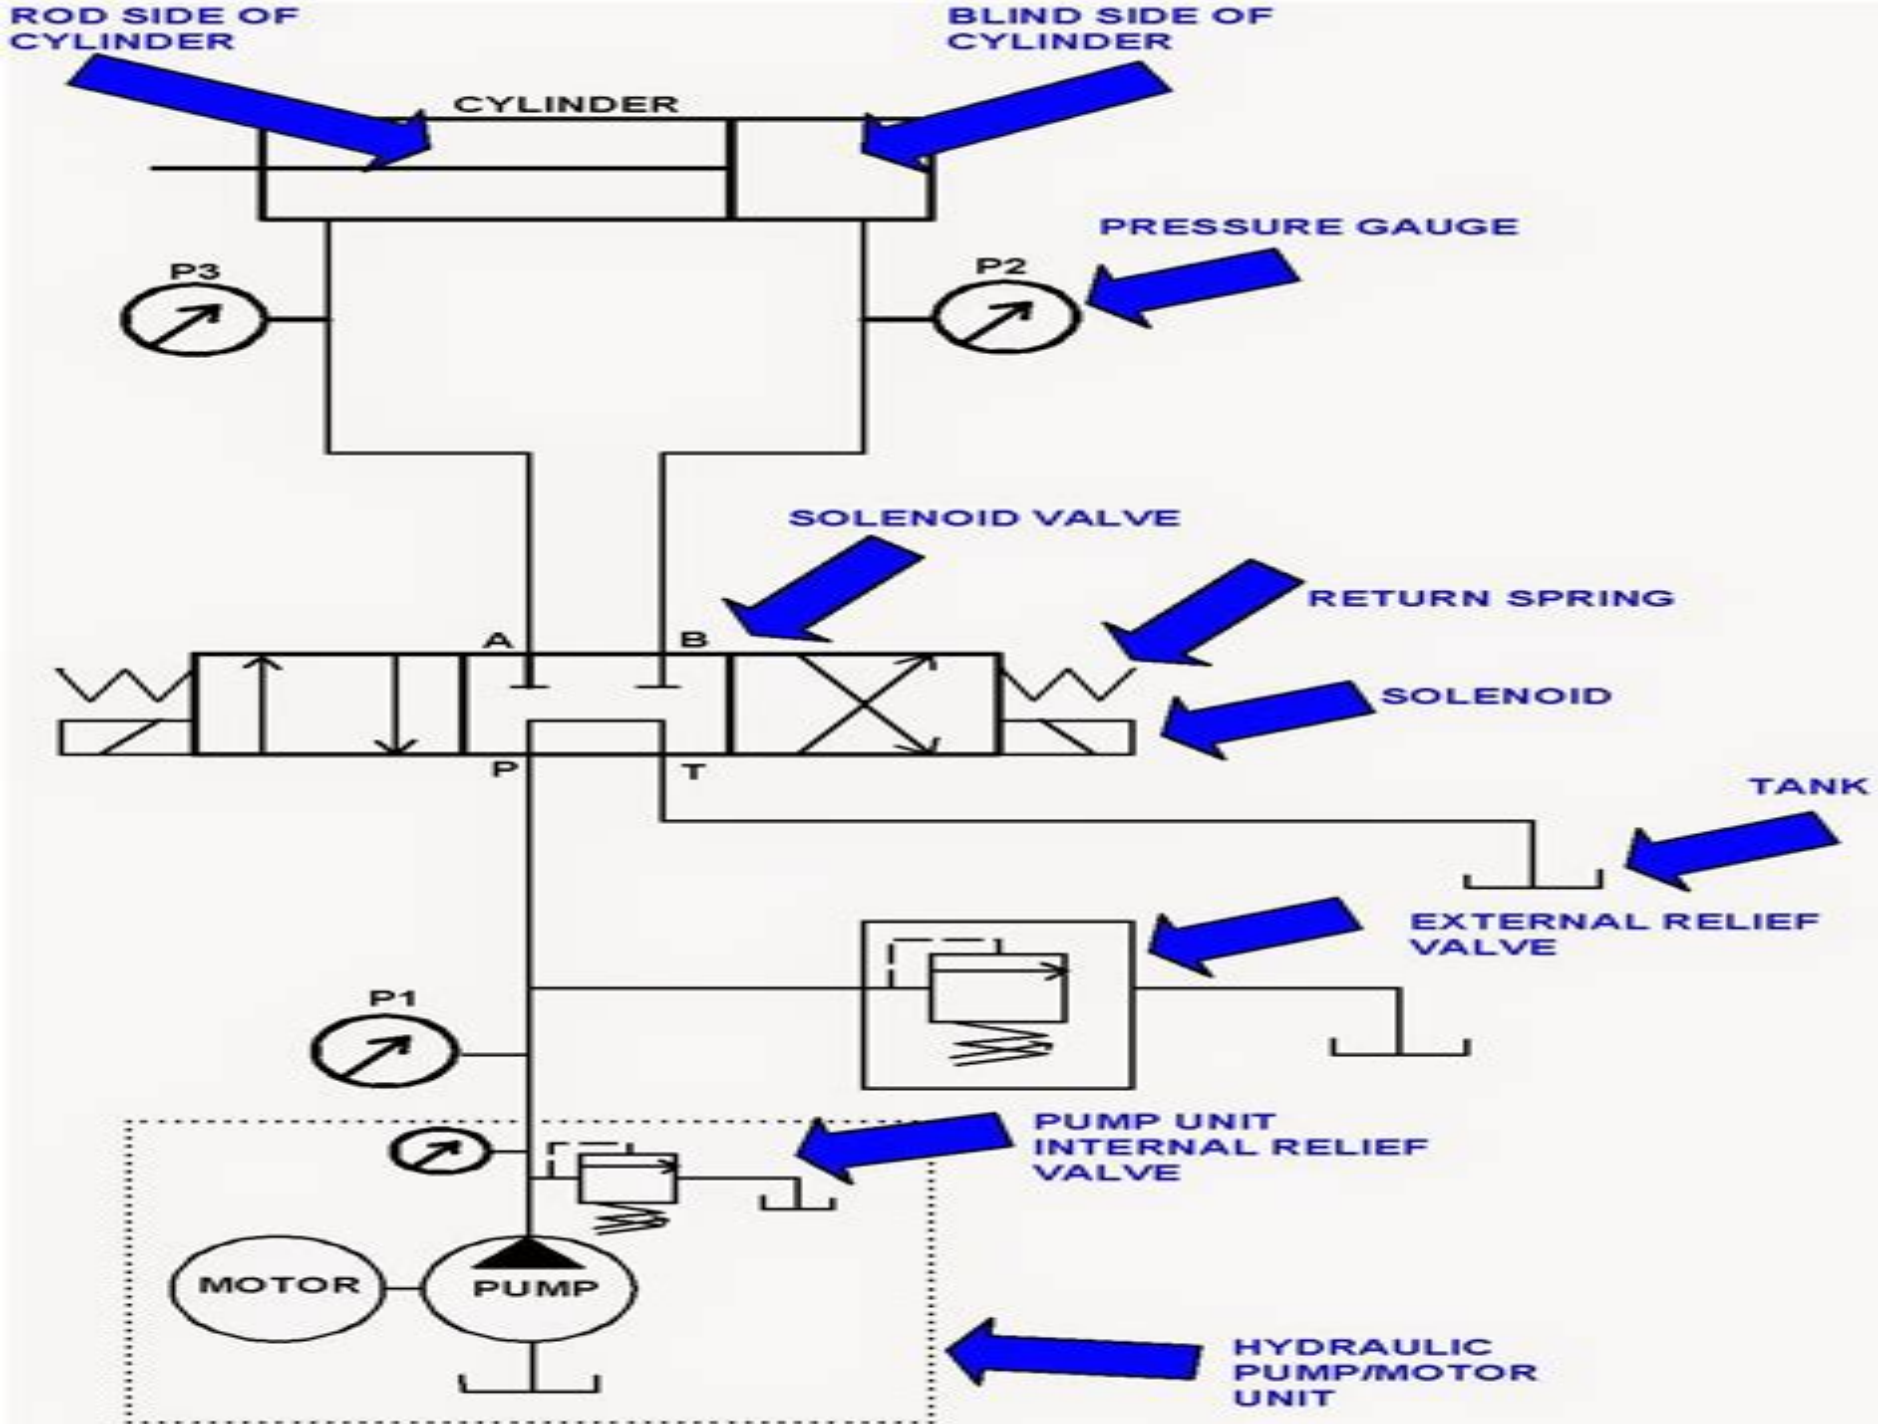 ROD SIDE OF
CYLINDER
BLIND SIDE OF
CYLINDER
CYLINDER
PRESSURE GAUGE
P3
P2
SOLENOID VALVE
RETURN SPRING
A
B
SOLENOID
P
T
TANK
EXTERNAL RELIEF
VALVE
P1
PUMP UNIT
INTERNAL RELIEF
VALVE
MOTOR
PUMP
HYDRAULIC
PUMP/MOTOR
UNIT